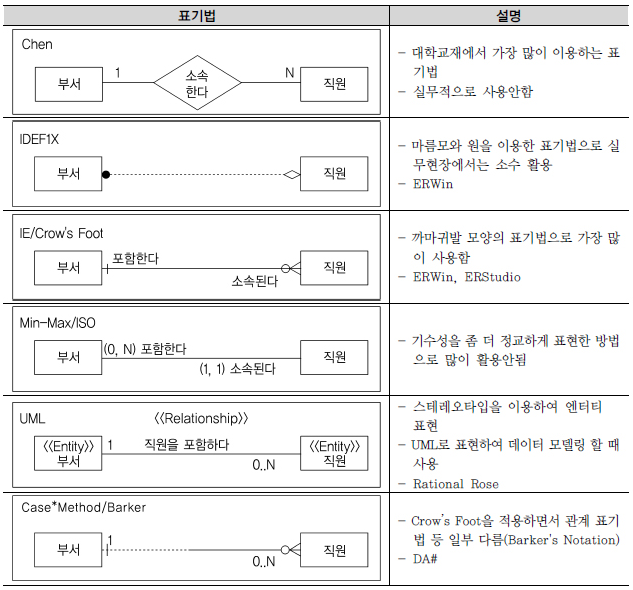 표기법
설명
Chen
부서
1
소속
한다
N
직원
- 대학교재에서 가장 많이 이용하는 표
기법
- 실무적으로 사용안함
IDEF1X
부서
직원
- 마름모와 원을 이용한 표기법으로 실
무현장에서는 소수 활용
- ERWin
IE/Crow's Foot
부서
포함한다
소속된다
직원
- 까마귀발 모양의 표기법으로 가장 많
이 사용함
- ERWin, ERStudio
Min-Max/ISO
부서
(0, N) 포함한다
(1, 1) 소속된다
직원
- 기수성을 좀 더 정교하게 표현한 방법
으로 많이 활용안됨
UML
《Relationship》
《Entity》
부서
1
직원을 포함하다
0..N
《Entity》
직원
- 스테레오타입을 이용하여 엔터티
표현
- UML로 표현하여 데이터 모델링 할 때
사용
- Rational Rose
Case*Method/Barker
부서
1
0..N
직원
- Crow's Foot을 적용하면서 관계 표기
법 등 일부 다름(Barker's Notation)
- DA#